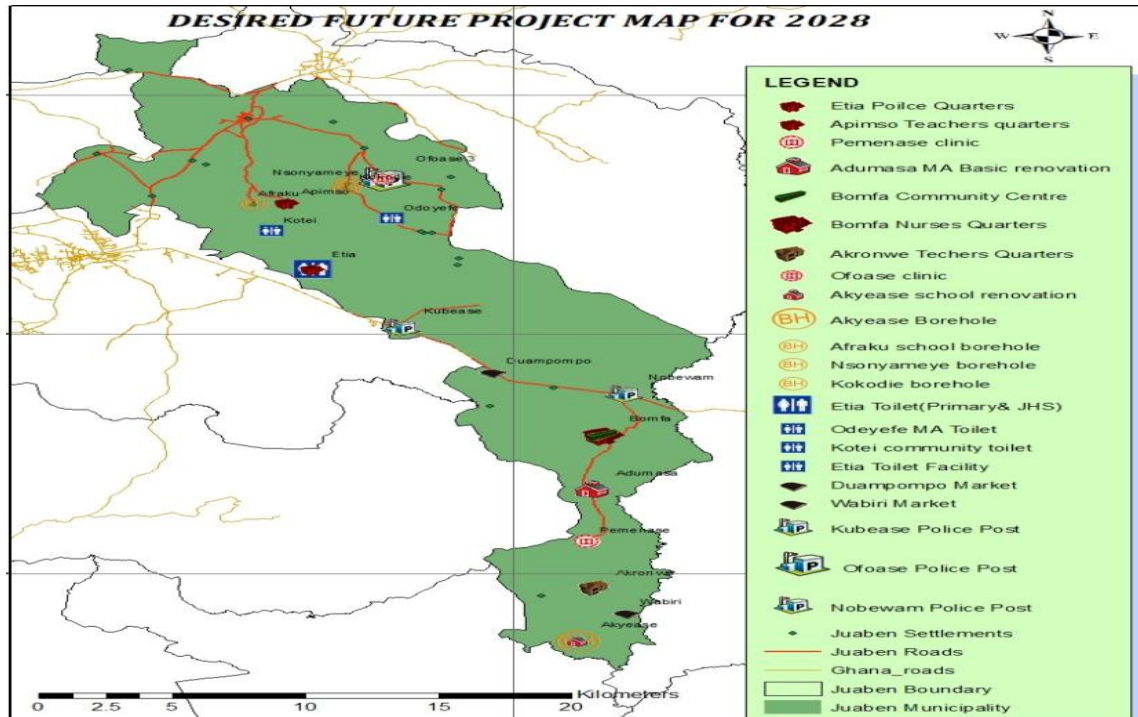 DESIRED FUTURE PROJECT MAP FOR 2028
N
W E
S
Ofoase 3
Nsonyameye
Afraku Apimso
Kotei
Odoyefe
Etia
Kubease
Duampompo
Nobewam
Bomfa
Adumasa
Pemenase
Akronwe
Wabiri
Akyease
Kilometers
0 2.5 5 10 15 20
LEGEND
Etia Poilce Quarters
Apimso Teachers quarters
Pemenase clinic
Adumasa MA Basic renovation
Bomfa Community Centre
Bomfa Nurses Quarters
Akronwe Techers Quarters
Ofoase clinic
Akyease school renovation
BH Akyease Borehole
BH Afraku school borehole
BH Nsonyameye borehole
BH Kokodie borehole
Etia Toilet(Primary& JHS)
Odeyefe MA Toilet
Kotei community toilet
Etia Toilet Facility
Duampompo Market
Wabiri Market
P Kubease Police Post
P Ofoase Police Post
P Nobewam Police Post
Juaben Settlements
Juaben Roads
Ghana_roads
Juaben Boundary
Juaben Municipality